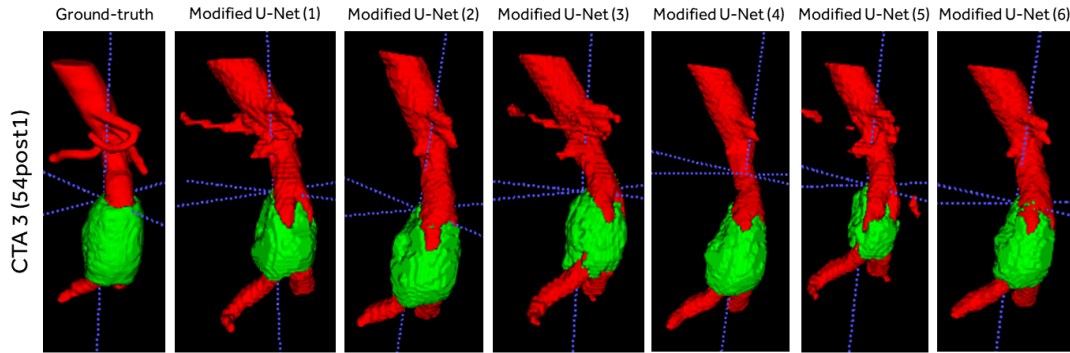 Ground-truth
Modified U-Net (1)
Modified U-Net (2)
Modified U-Net (3)
Modified U-Net (4)
Modified U-Net (5)
Modified U-Net (6)
CTA 3 (54post1)